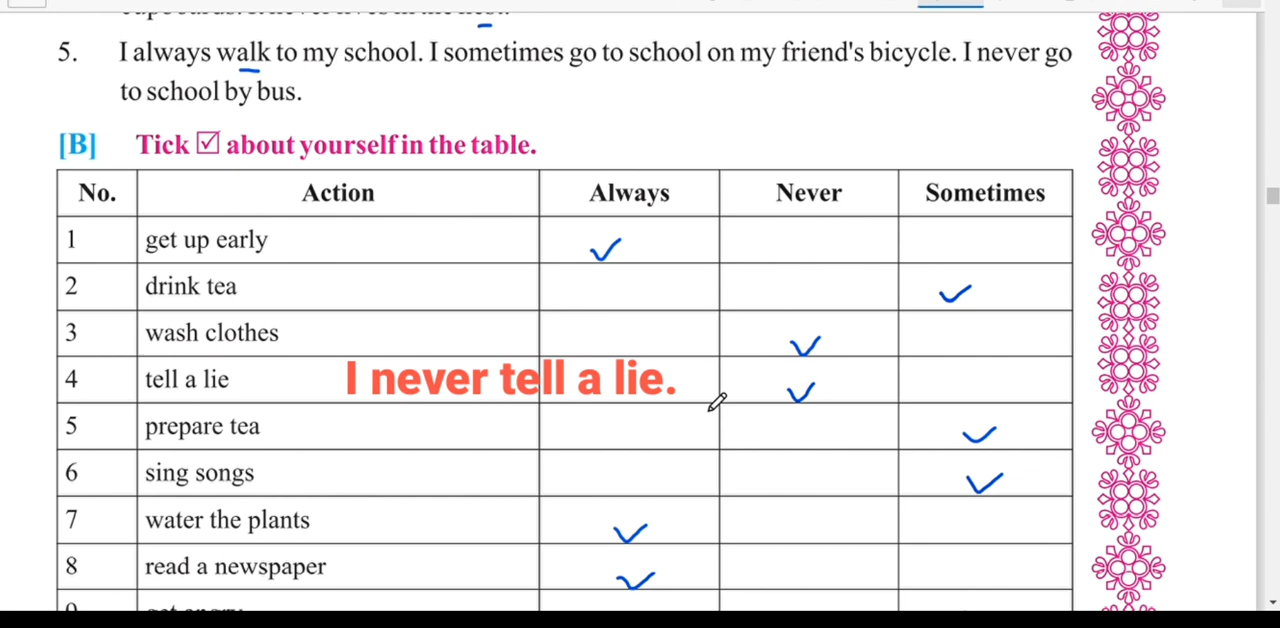 5. I always walk to my school. I sometimes go to school on my friend's bicycle. I never go
to school by bus.
[B] Tick ☑ about yourself in the table.
No. Action Always Never Sometimes
1 get up early ✓
2 drink tea ✓
3 wash clothes ✓
4 tell a lie I never tell a lie. ✓
5 prepare tea ✓
6 sing songs ✓
7 water the plants ✓
8 read a newspaper ✓